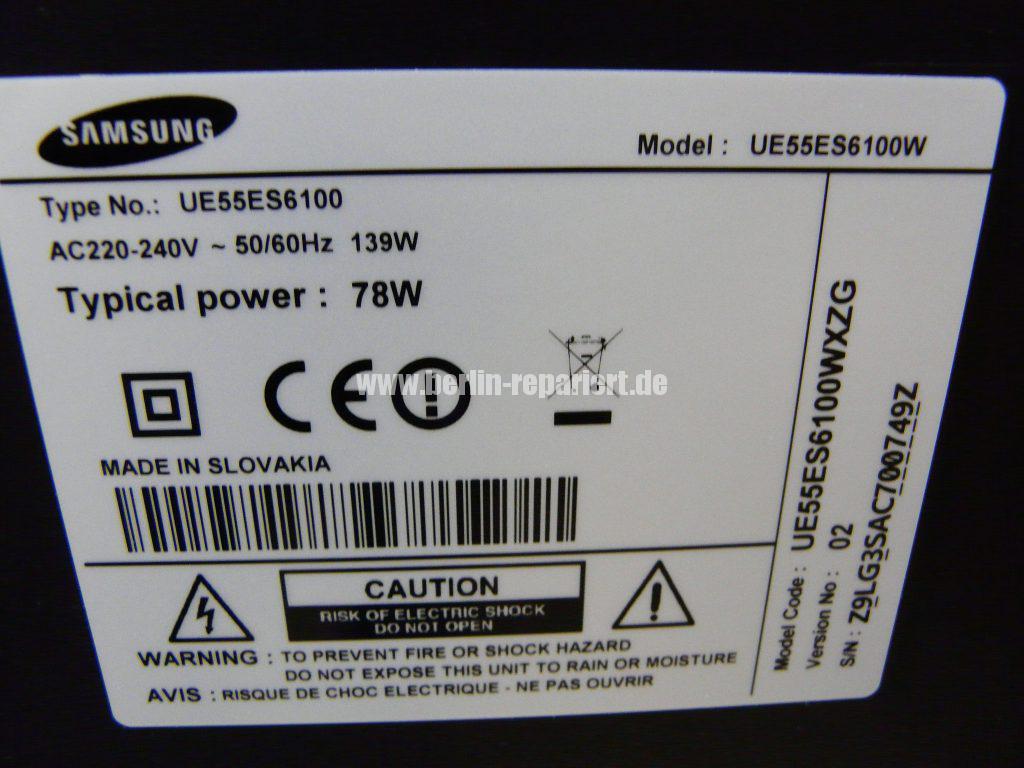 SAMSUNG
Model : UE55ES6100W
Type No.: UE55ES6100
AC220-240V ~ 50/60Hz 139W
Typical power : 78W
CE
www.berlin-repariert.de
MADE IN SLOVAKIA
CAUTION
RISK OF ELECTRIC SHOCK
DO NOT OPEN
WARNING : TO PREVENT FIRE OR SHOCK HAZARD
DO NOT EXPOSE THIS UNIT TO RAIN OR MOISTURE
AVIS : RISQUE DE CHOC ELECTRIQUE - NE PAS OUVRIR
Model Code : UE55ES6100WXZG
Version No : 02
S/N : Z9LG3SAC700749Z